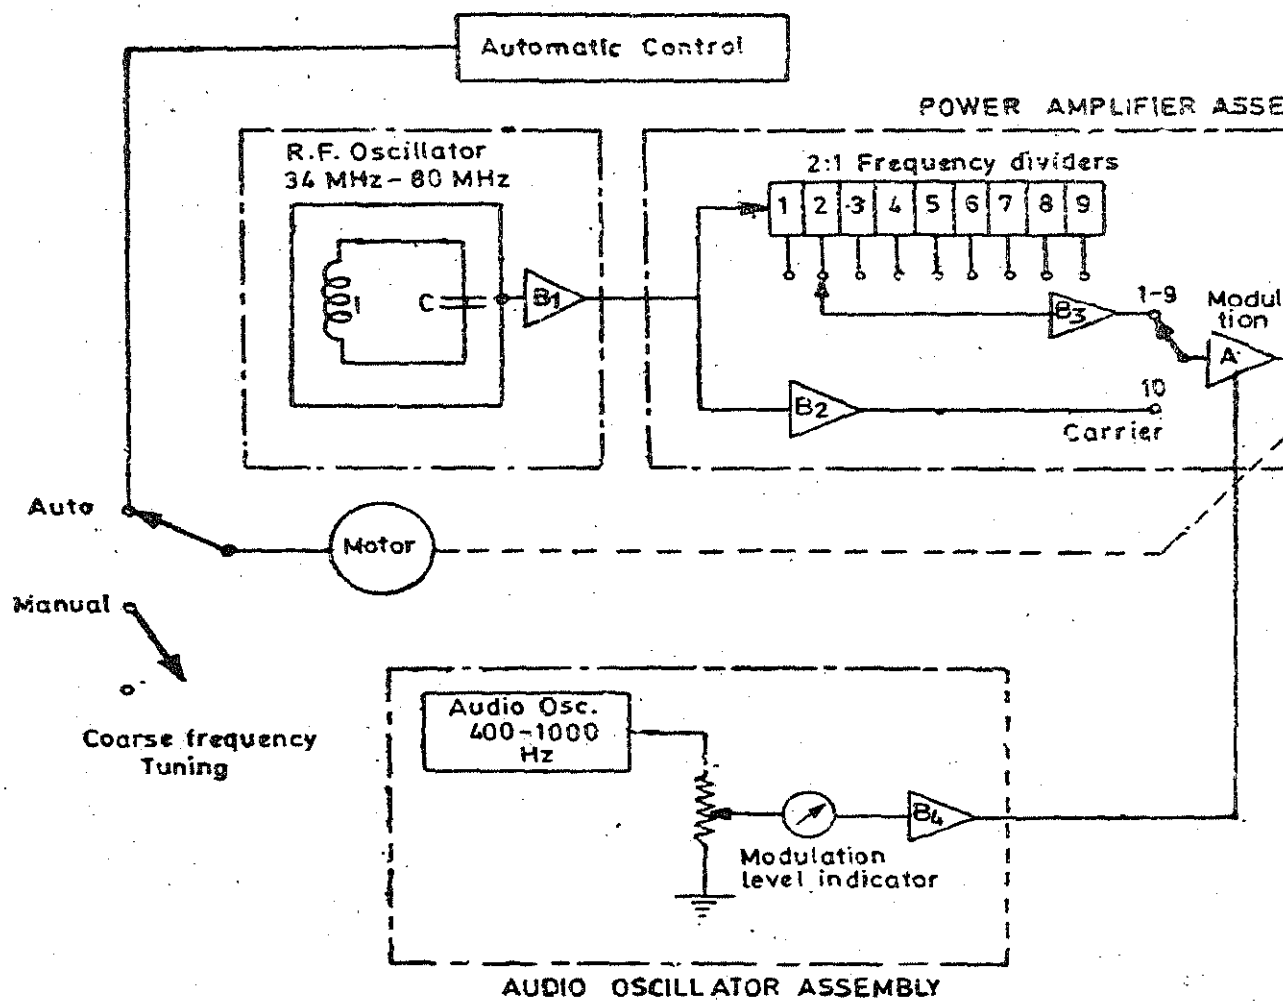 Automatic Control
POWER AMPLIFIER ASSE
R.F. Oscillator
34 MHz-80 MHz
2:1 Frequency dividers
1 2 3 4 5 6 7 8 9
C
B1
B3
1-9
Modul
tion
A
B2
10
Carrier
Auto
Motor
Manual
Coarse frequency
Tuning
Audio Osc.
400-1000
Hz
B4
Modulation
level indicator
AUDIO OSCILLATOR ASSEMBLY